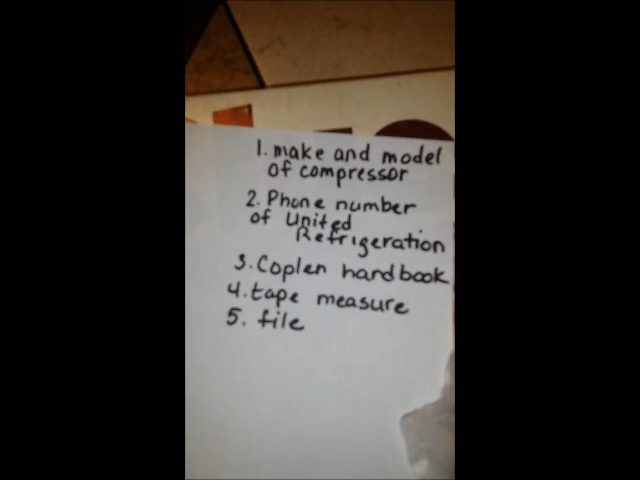 1. make and model
of compressor
2. Phone number
of United
Refrigeration
3. Coplen handbook
4. tape measure
5. file